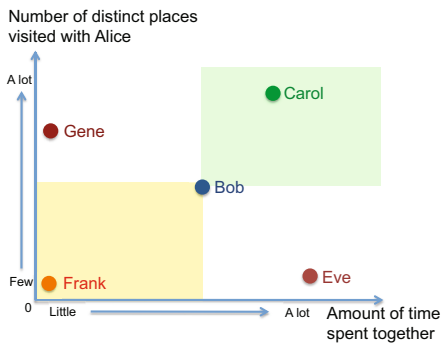 Number of distinct places
visited with Alice
A lot
Carol
Gene
Bob
Few
Frank
Eve
0
Little
A lot
Amount of time
spent together